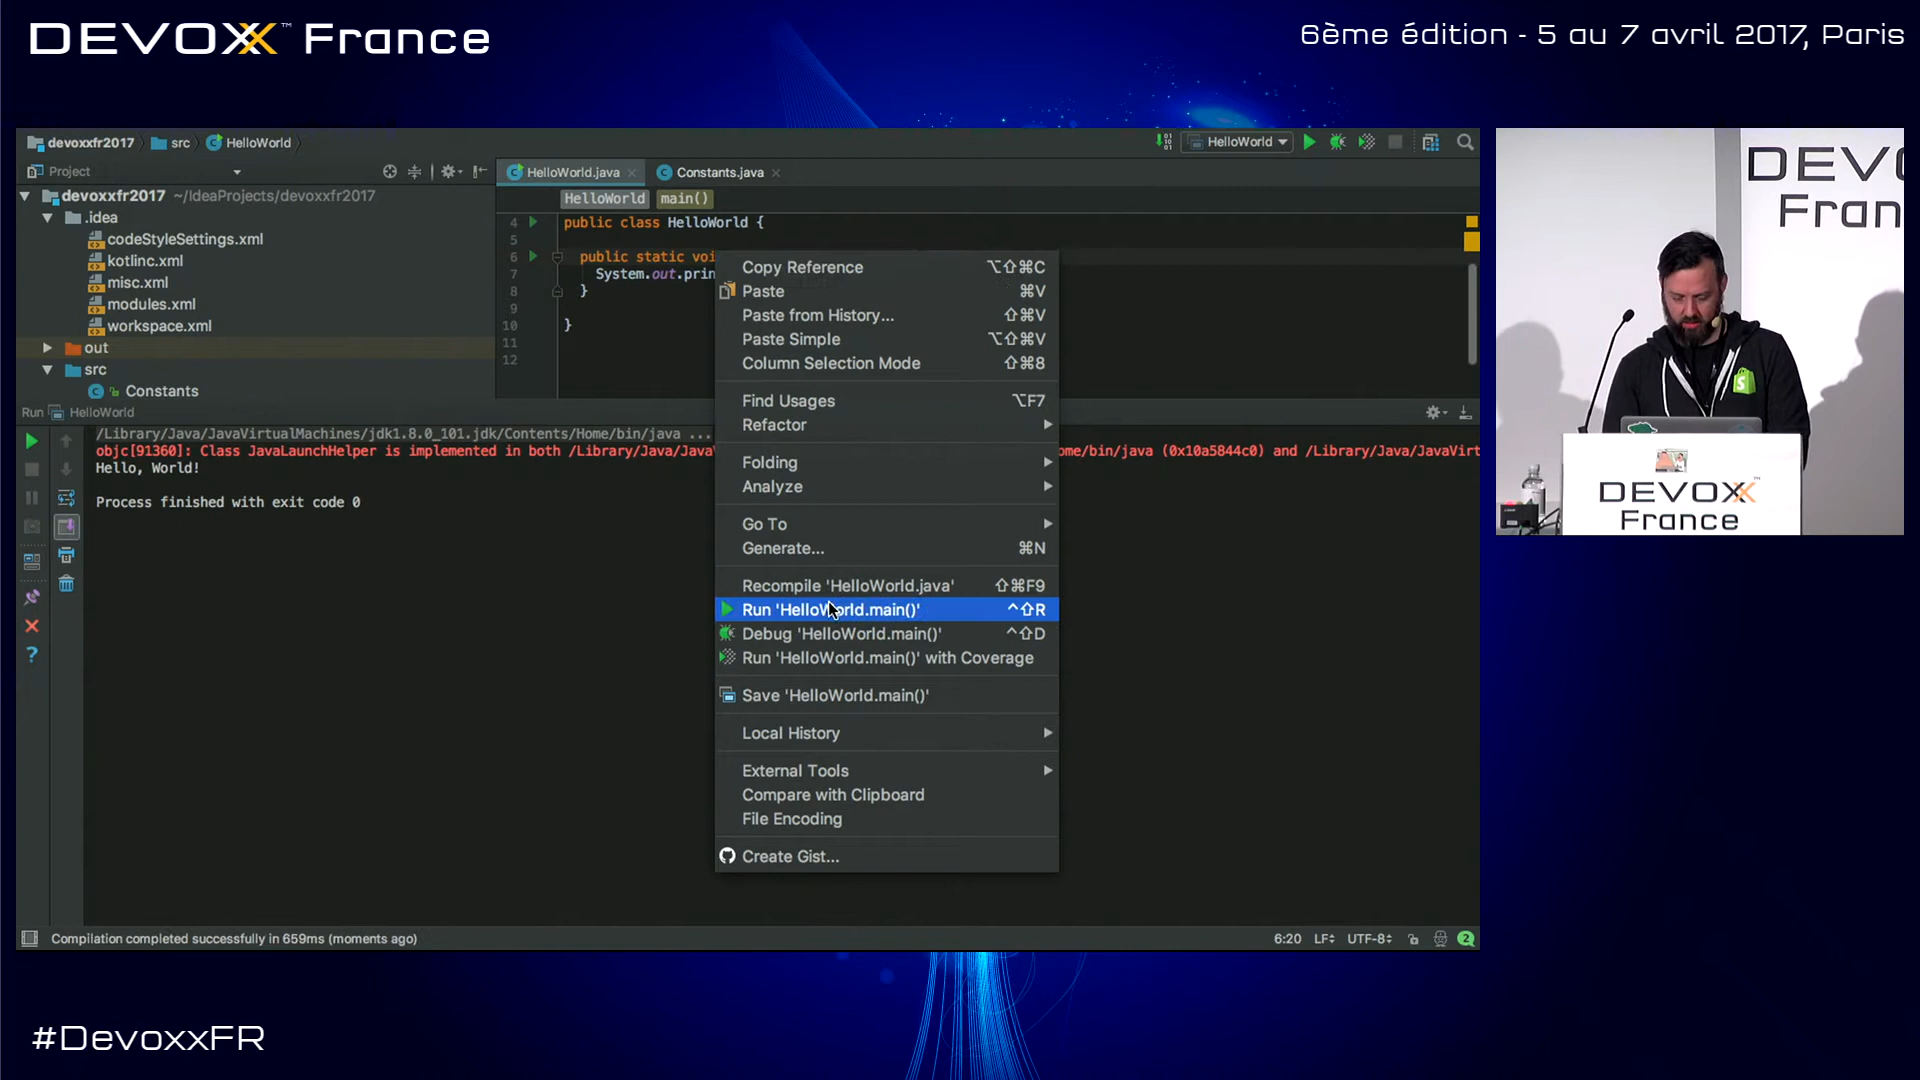 DEVOXX™ France
6ème édition - 5 au 7 avril 2017, Paris
devoxxfr2017 src HelloWorld
HelloWorld
Project
HelloWorld.java Constants.java
devoxxfr2017 ~/IdeaProjects/devoxxfr2017
.idea
codeStyleSettings.xml
kotlinc.xml
misc.xml
modules.xml
workspace.xml
out
src
Constants
HelloWorld main()
4 public class HelloWorld {
5
6 public static voi
7 System.out.prin
8 }
9
10 }
11
12
Run HelloWorld
/Library/Java/JavaVirtualMachines/jdk1.8.0_101.jdk/Contents/Home/bin/java ...
objc[91360]: Class JavaLaunchHelper is implemented in both /Library/Java/Java
ome/bin/java (0x10a5844c0) and /Library/Java/JavaVirt
Hello, World!
Process finished with exit code 0
Copy Reference ⌥⇧⌘C
Paste ⌘V
Paste from History... ⇧⌘V
Paste Simple ⌥⇧⌘V
Column Selection Mode ⇧⌘8
Find Usages ⌥F7
Refactor
Folding
Analyze
Go To
Generate... ⌘N
Recompile 'HelloWorld.java' ⇧⌘F9
Run 'HelloWorld.main()' ^⇧R
Debug 'HelloWorld.main()' ^⇧D
Run 'HelloWorld.main()' with Coverage
Save 'HelloWorld.main()'
Local History
External Tools
Compare with Clipboard
File Encoding
Create Gist...
Compilation completed successfully in 659ms (moments ago)
6:20 LF UTF-8 2
DEVO
Fran
DEVOXX™
France
#DevoxxFR